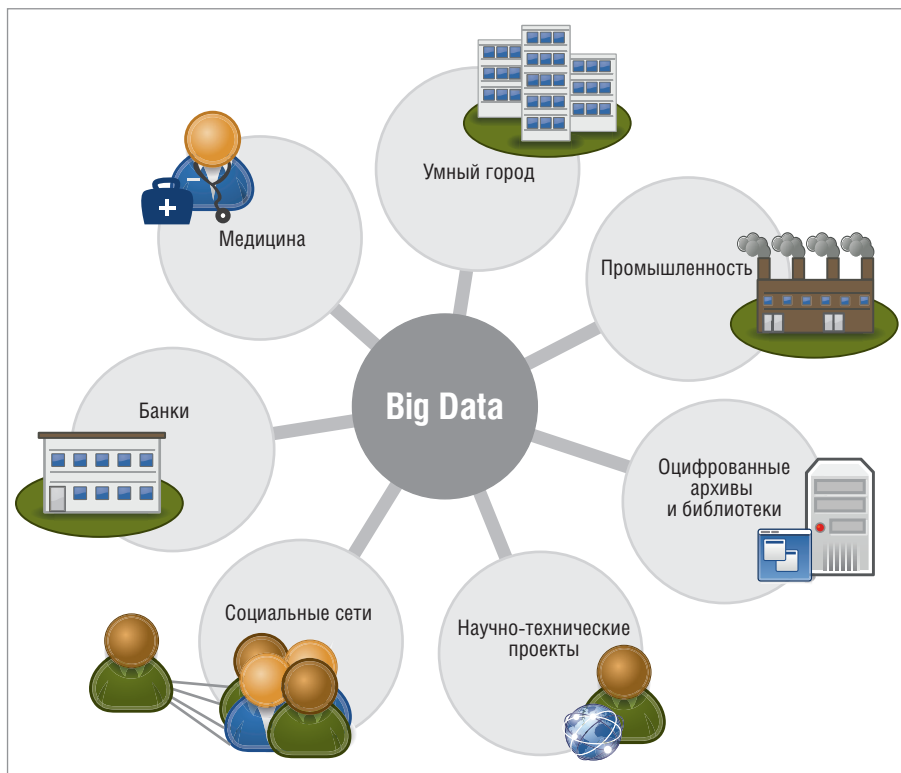 Умный город
Медицина
Промышленность
Банки
Big Data
Оцифрованные
архивы
и библиотеки
Социальные сети
Научно-технические
проекты